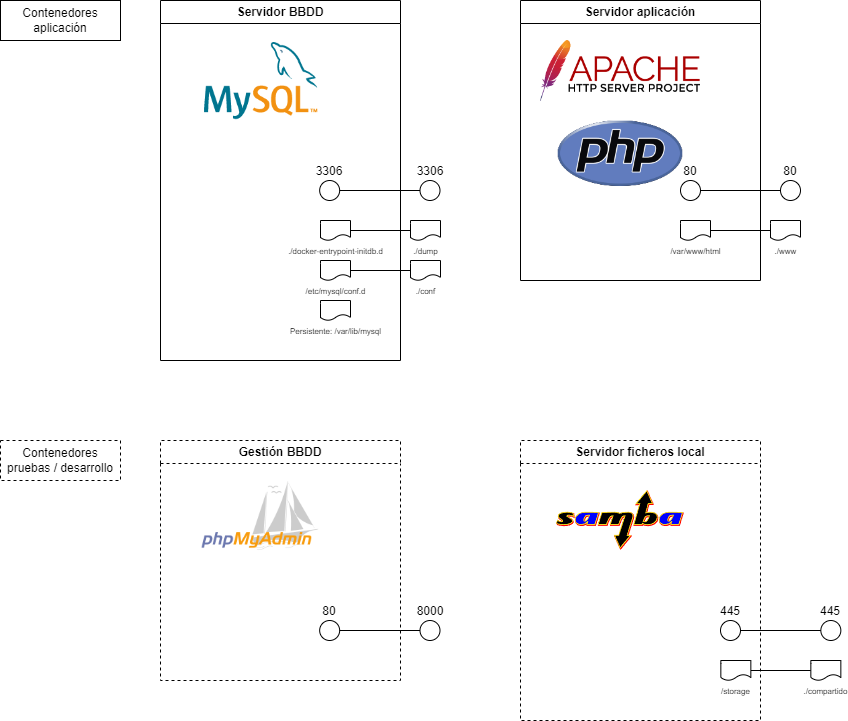 Contenedores
aplicación
Servidor BBDD
MySQL™
3306
3306
./docker-entrypoint-initdb.d
./dump
/etc/mysql/conf.d
./conf
Persistente: /var/lib/mysql
Servidor aplicación
APACHE
HTTP SERVER PROJECT
php
80
80
/var/www/html
./www
Contenedores
pruebas / desarrollo
Gestión BBDD
phpMyAdmin
80
8000
Servidor ficheros local
samba
445
445
/storage
./compartido